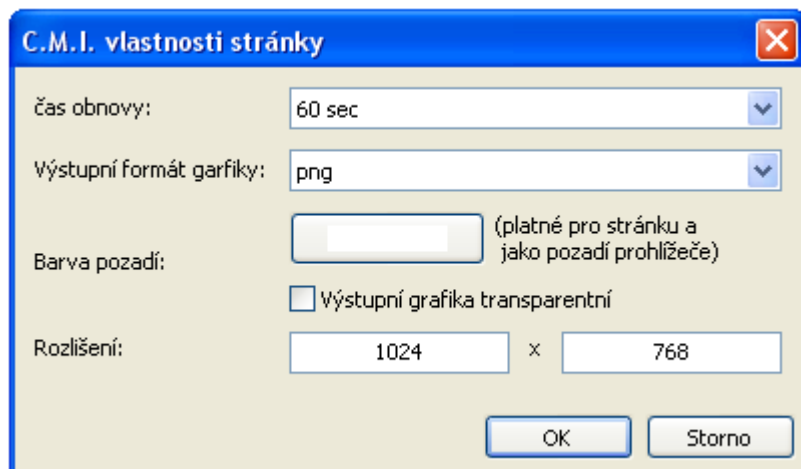 C.M.I. vlastnosti stránky
čas obnovy:
60 sec
Výstupní formát garfiky:
png
Barva pozadí:
(platné pro stránku a
jako pozadí prohlížeče)
Výstupní grafika transparentní
Rozlišení:
1024 x 768
OK Storno